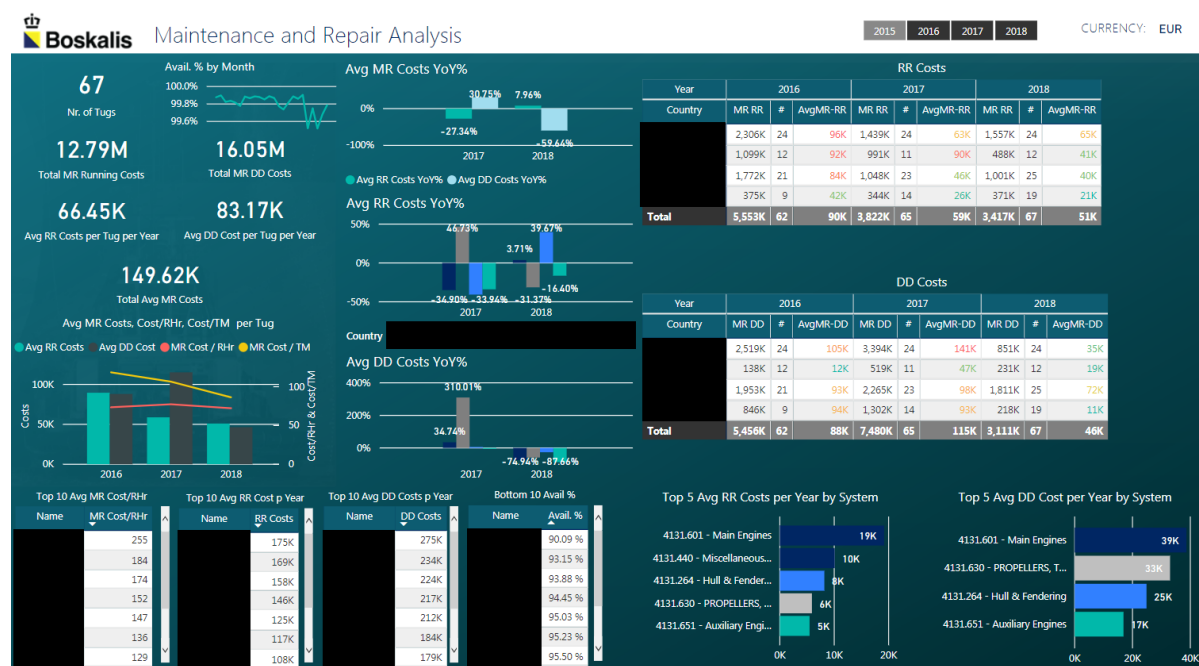 Boskalis
Maintenance and Repair Analysis
2015 2016 2017 2018
CURRENCY: EUR
67
Nr. of Tugs
Avail. % by Month
100.0%
99.8%
99.6%
12.79M
Total MR Running Costs
16.05M
Total MR DD Costs
66.45K
Avg RR Costs per Tug per Year
83.17K
Avg DD Cost per Tug per Year
149.62K
Total Avg MR Costs
Avg MR Costs, Cost/RHr, Cost/TM per Tug
Avg RR Costs Avg DD Cost MR Cost / RHr MR Cost / TM
Costs
100K
50K
0K
100
50
0
Cost/RHr & Cost/TM
2016 2017 2018
Avg MR Costs YoY%
0%
-100%
30.75% 7.96%
-27.34%
-59.64%
2017 2018
Avg RR Costs YoY% Avg DD Costs YoY%
Avg RR Costs YoY%
50%
0%
-50%
46.73% 39.67%
3.71%
-16.40%
-34.90% -33.94% -31.37%
2017 2018
Country
Avg DD Costs YoY%
400%
200%
0%
310.01%
34.74%
-74.94% -87.66%
2017 2018
RR Costs
Year 2016 2017 2018
Country MR RR # AvgMR-RR MR RR # AvgMR-RR MR RR # AvgMR-RR
2,306K 24 96K 1,439K 24 63K 1,557K 24 65K
1,099K 12 92K 991K 11 90K 488K 12 41K
1,772K 21 84K 1,048K 23 46K 1,001K 25 40K
375K 9 42K 344K 14 26K 371K 19 21K
Total 5,553K 62 90K 3,822K 65 59K 3,417K 67 51K
DD Costs
Year 2016 2017 2018
Country MR DD # AvgMR-DD MR DD # AvgMR-DD MR DD # AvgMR-DD
2,519K 24 105K 3,394K 24 141K 851K 24 35K
138K 12 12K 519K 11 47K 231K 12 19K
1,953K 21 93K 2,265K 23 98K 1,811K 25 72K
846K 9 94K 1,302K 14 93K 218K 19 11K
Total 5,456K 62 88K 7,480K 65 115K 3,111K 67 46K
Top 10 Avg MR Cost/RHr
Name MR Cost/RHr
255
184
174
152
147
136
129
Top 10 Avg RR Cost p Year
Name RR Costs
175K
169K
158K
146K
125K
117K
108K
Top 10 Avg DD Costs p Year
Name DD Costs
275K
234K
224K
217K
212K
184K
179K
Bottom 10 Avail %
Name Avail. %
90.09 %
93.15 %
93.88 %
94.45 %
95.03 %
95.23 %
95.50 %
Top 5 Avg RR Costs per Year by System
4131.601 - Main Engines 19K
4131.440 - Miscellaneous... 10K
4131.264 - Hull & Fender... 8K
4131.630 - PROPELLERS, ... 6K
4131.651 - Auxiliary Engi... 5K
0K 10K 20K
Top 5 Avg DD Cost per Year by System
4131.601 - Main Engines 39K
4131.630 - PROPELLERS, T... 33K
4131.264 - Hull & Fendering 25K
4131.651 - Auxiliary Engines 17K
0K 20K 40K